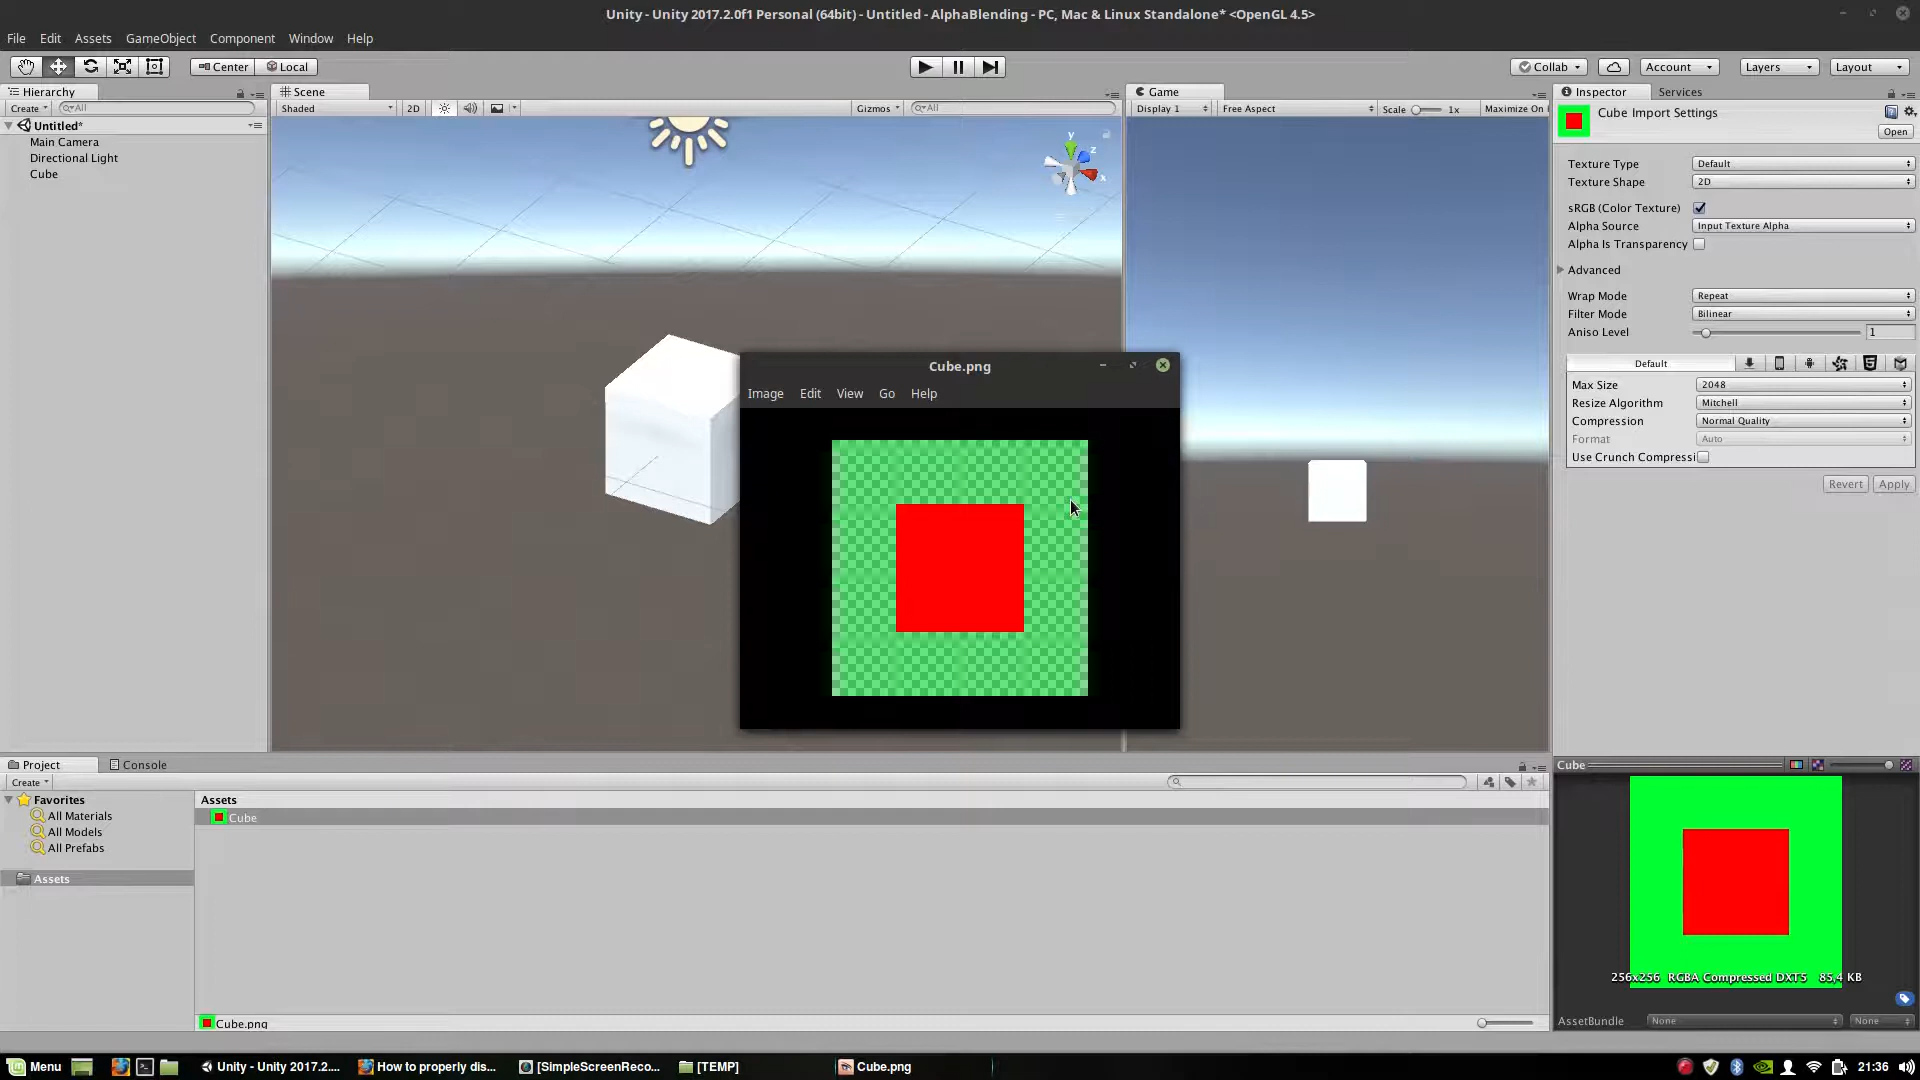 Unity - Unity 2017.2.0f1 Personal (64bit) - Untitled - AlphaBlending - PC, Mac & Linux Standalone* <OpenGL 4.5>
File Edit Assets GameObject Component Window Help
Center Local
Collab Account Layers Layout
Hierarchy
Create All
Untitled*
Main Camera
Directional Light
Cube
Scene
Shaded 2D Gizmos All
y
z
x
Game
Display 1 Free Aspect Scale 1x Maximize On
Cube.png
Image Edit View Go Help
Inspector Services
Cube Import Settings
Open
Texture Type Default
Texture Shape 2D
sRGB (Color Texture)
Alpha Source Input Texture Alpha
Alpha Is Transparency
Advanced
Wrap Mode Repeat
Filter Mode Bilinear
Aniso Level 1
Default
Max Size 2048
Resize Algorithm Mitchell
Compression Normal Quality
Format Auto
Use Crunch Compressi
Revert Apply
Project Console
Create
Favorites
All Materials
All Models
All Prefabs
Assets
Assets
Cube
Cube.png
Cube
256x256 RGBA Compressed DXT5 85,4 KB
AssetBundle None None
Menu Unity - Unity 2017.2.... How to properly dis... [SimpleScreenReco... [TEMP] Cube.png 21:36